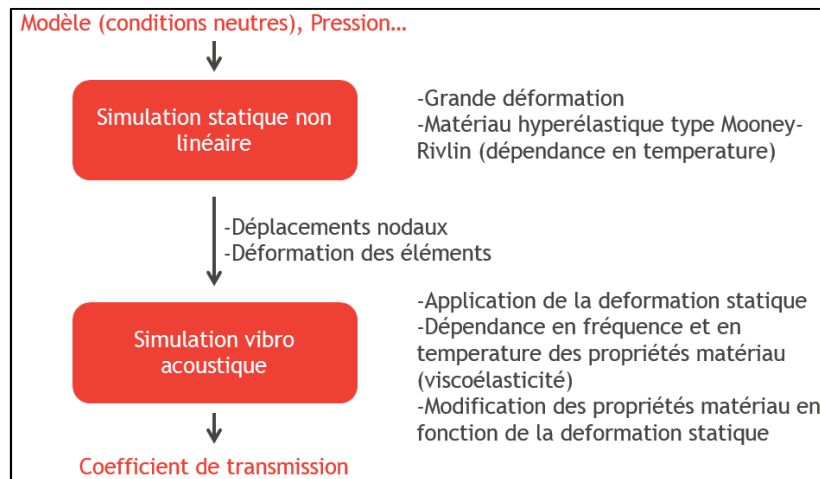 Modèle (conditions neutres), Pression…
Simulation statique non
linéaire
-Grande déformation
-Matériau hyperélastique type Mooney-
Rivlin (dépendance en temperature)
-Déplacements nodaux
-Déformation des éléments
Simulation vibro
acoustique
-Application de la deformation statique
-Dépendance en fréquence et en
temperature des propriétés matériau
(viscoélasticité)
-Modification des propriétés matériau en
fonction de la deformation statique
Coefficient de transmission